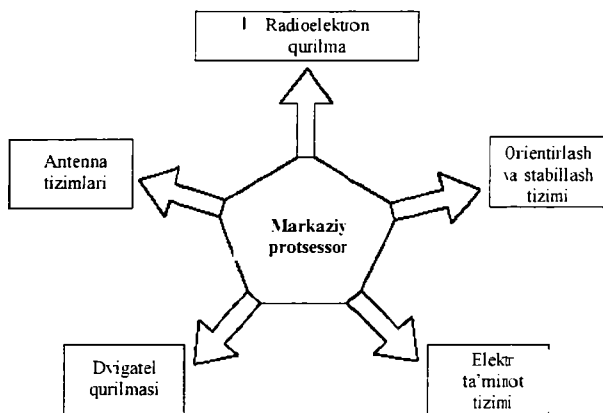 Radioelektron
qurilma
Antenna
tizimlari
Orientirlash
va stabillash
tizimi
Markaziy
protsessor
Dvigatel
qurilmasi
Elektr
ta'minot
tizimi